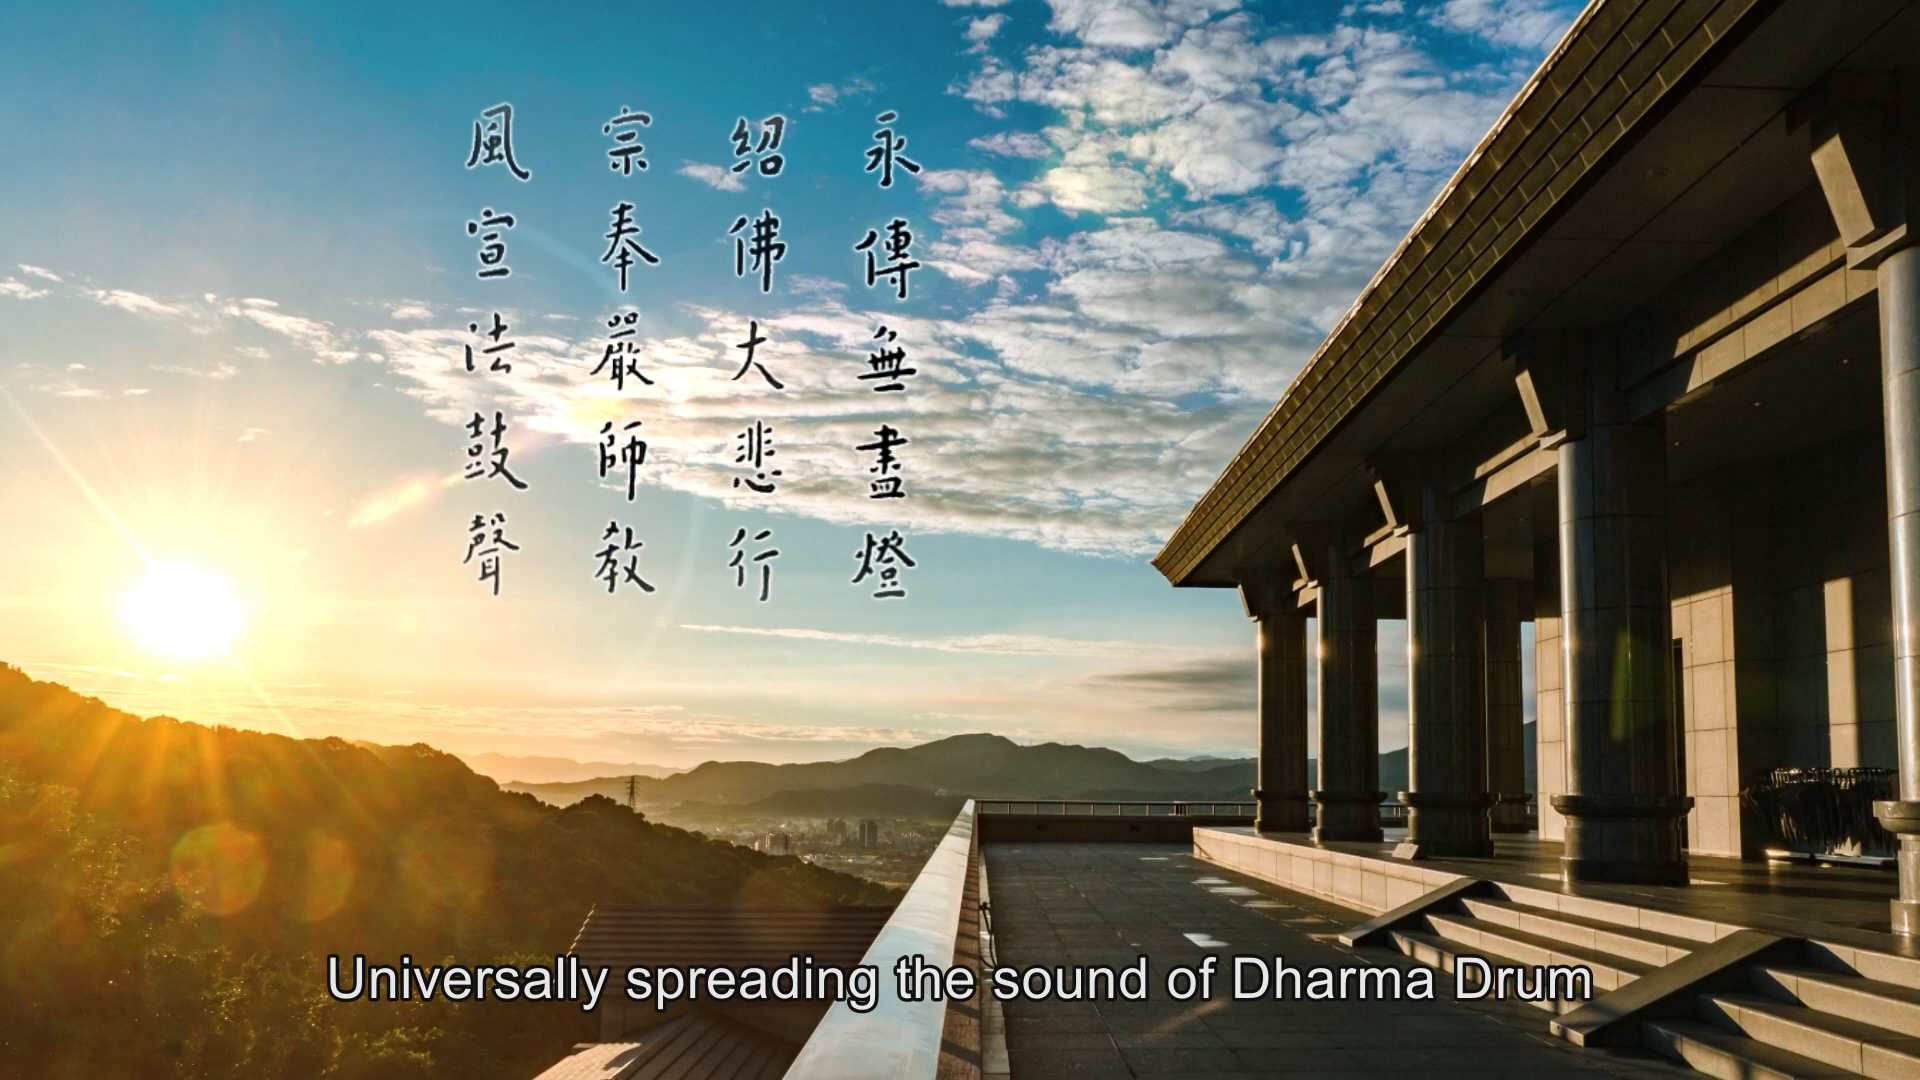 永傳無盡燈
紹佛大悲行
宗奉嚴師教
風宣法鼓聲
Universally spreading the sound of Dharma Drum